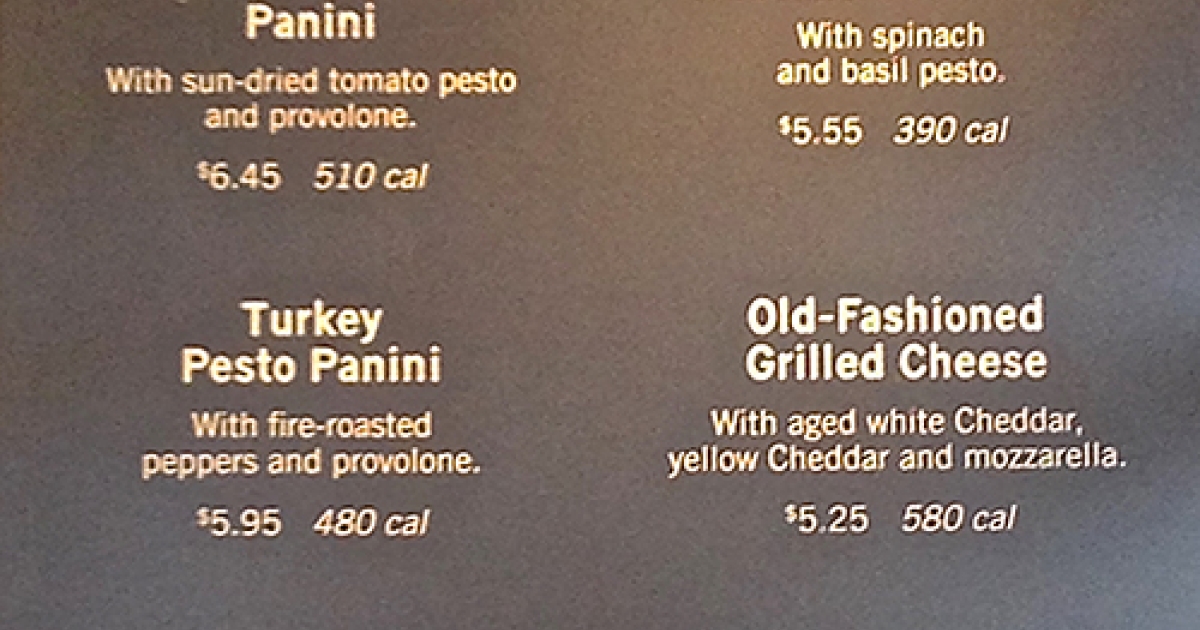 Panini
With sun-dried tomato pesto
and provolone.
$6.45 510 cal
With spinach
and basil pesto.
$5.55 390 cal
Turkey
Pesto Panini
With fire-roasted
peppers and provolone.
$5.95 480 cal
Old-Fashioned
Grilled Cheese
With aged white Cheddar,
yellow Cheddar and mozzarella.
$5.25 580 cal